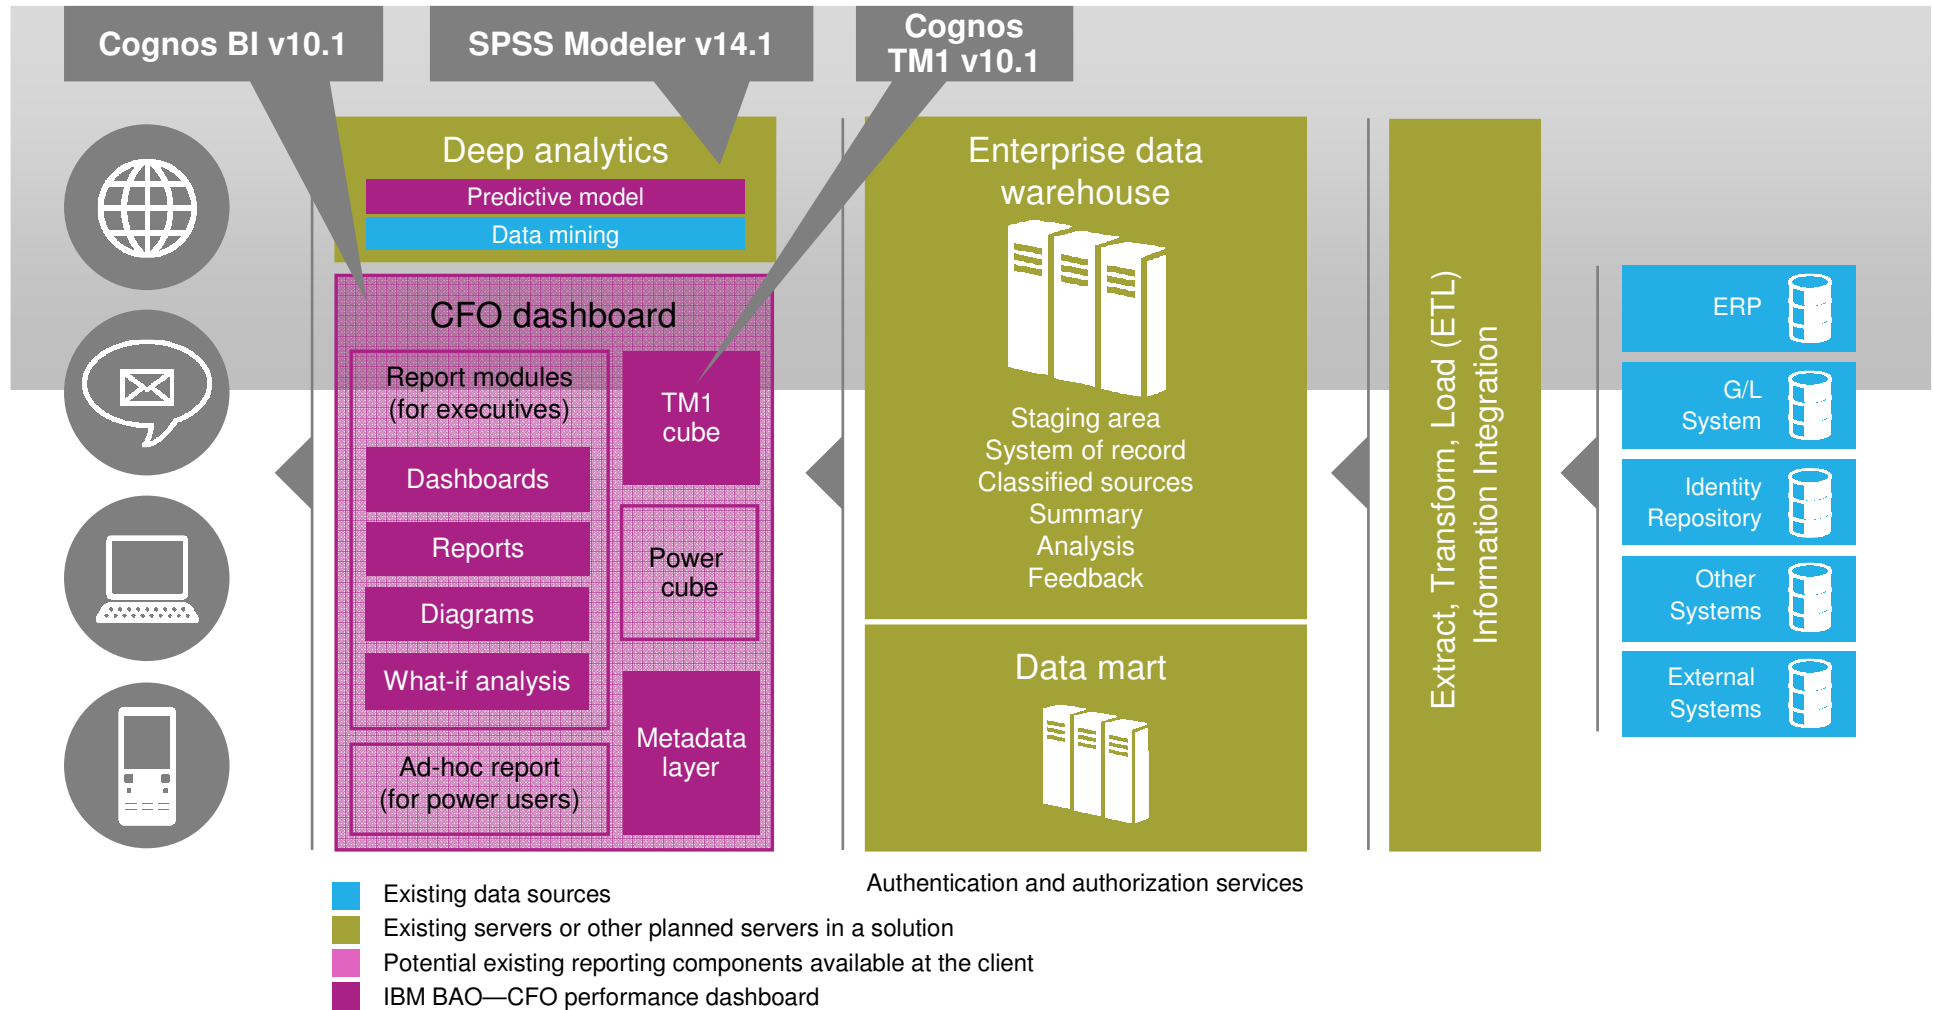 Cognos BI v10.1
SPSS Modeler v14.1
Cognos
TM1 v10.1
Deep analytics
Predictive model
Data mining
CFO dashboard
Report modules
(for executives)
Dashboards
Reports
Diagrams
What-if analysis
Ad-hoc report
(for power users)
TM1
cube
Power
cube
Metadata
layer
Enterprise data
warehouse
Staging area
System of record
Classified sources
Summary
Analysis
Feedback
Data mart
Extract, Transform, Load (ETL)
Information Integration
ERP
G/L
System
Identity
Repository
Other
Systems
External
Systems
Authentication and authorization services
Existing data sources
Existing servers or other planned servers in a solution
Potential existing reporting components available at the client
IBM BAO—CFO performance dashboard